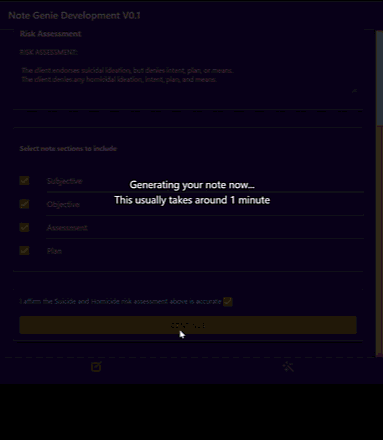 Note Genie Development V0.1
Risk Assessment
RISK ASSESSMENT:
The client endorses suicidal ideation, but denies intent, plan, or means.
The client denies any homicidal ideation, intent, plan, and means
Select note sections to include
Subjective
Generating your note now...
This usually takes around 1 minute
Objective
Assessment
Plan
I affirm the Suicide and Homicide risk assessment above is accurate